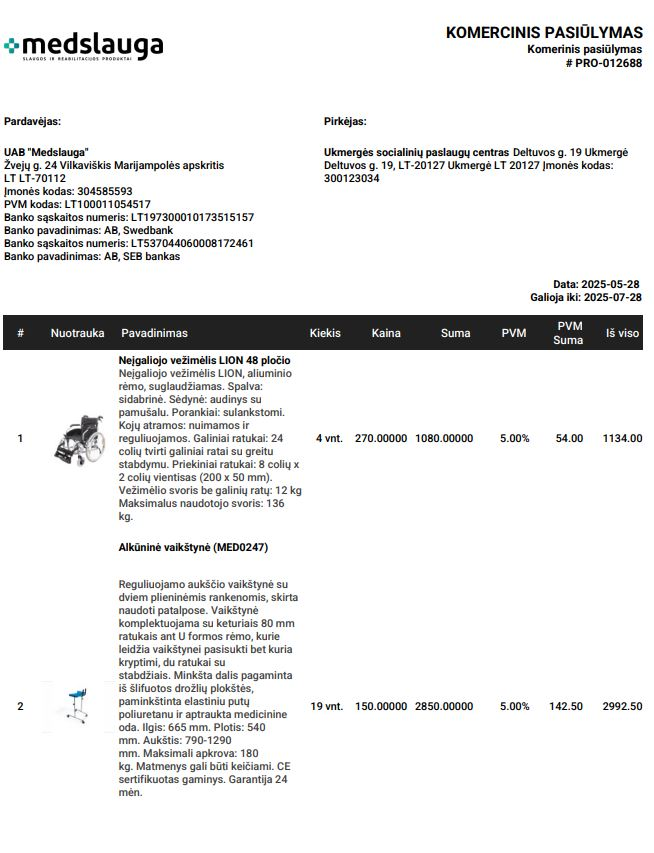 medslauga
SLAUGOS IR REABILITACIJOS PRODUKTAI
KOMERCINIS PASIŪLYMAS
Komerinis pasiūlymas
# PRO-012688
Pardavėjas:
Pirkėjas:
UAB "Medslauga"
Žvejų g. 24 Vilkaviškis Marijampolės apskritis
LT LT-70112
Įmonės kodas: 304585593
PVM kodas: LT100011054517
Banko sąskaitos numeris: LT197300010173515157
Banko pavadinimas: AB, Swedbank
Banko sąskaitos numeris: LT537044060008172461
Banko pavadinimas: AB, SEB bankas
Ukmergės socialinių paslaugų centras Deltuvos g. 19 Ukmergė
Deltuvos g. 19, LT-20127 Ukmergė LT 20127 Įmonės kodas:
300123034
Data: 2025-05-28
Galioja iki: 2025-07-28
# Nuotrauka Pavadinimas Kiekis Kaina Suma PVM PVM Suma Iš viso
Neįgaliojo vežimėlis LION 48 pločio
Neįgaliojo vežimėlis LION, aliuminio
rėmo, suglaudžiamas. Spalva:
sidabrinė. Sėdynė: audinys su
pamušalu. Porankiai: sulankstomi.
Kojų atramos: nuimamos ir
reguliuojamos. Galiniai ratukai: 24
1 4 vnt. 270.00000 1080.00000 5.00% 54.00 1134.00
colių tvirti galiniai ratai su greitu
stabdymu. Priekiniai ratukai: 8 colių x
2 colių vientisas (200 x 50 mm).
Vežimėlio svoris be galinių ratų: 12 kg
Maksimalus naudotojo svoris: 136
kg.
Alkūninė vaikštynė (MED0247)
Reguliuojamo aukščio vaikštynė su
dviem plieninėmis rankenomis, skirta
naudoti patalpose. Vaikštynė
komplektuojama su keturiais 80 mm
ratukais ant U formos rėmo, kurie
leidžia vaikštynei pasisukti bet kuria
kryptimi, du ratukai su
stabdžiais. Minkšta dalis pagaminta
iš šlifuotos drožlių plokštės,
paminkštinta elastiniu putų
2 19 vnt. 150.00000 2850.00000 5.00% 142.50 2992.50
poliuretanu ir aptraukta medicinine
oda. Ilgis: 665 mm. Plotis: 540
mm. Aukštis: 790-1290
mm. Maksimali apkrova: 180
kg. Matmenys gali būti keičiami. CE
sertifikuotas gaminys. Garantija 24
mėn.